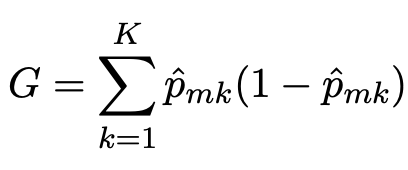 G = \sum_{k=1}^{K} \hat{p}_{mk}(1 - \hat{p}_{mk})